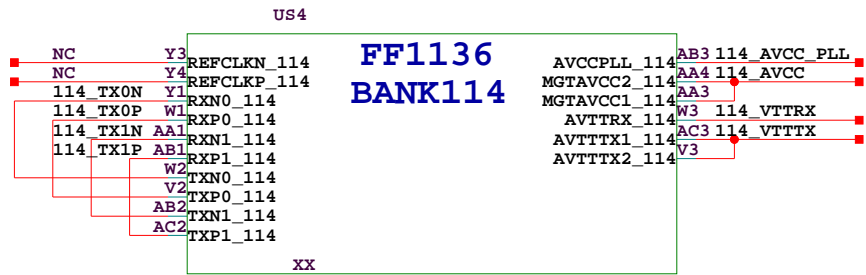 US4
FF1136
BANK114
NC Y3 REFCLKN_114
NC Y4 REFCLKP_114
114_TX0N Y1 RXN0_114
114_TX0P W1 RXP0_114
114_TX1N AA1 RXN1_114
114_TX1P AB1 RXP1_114
W2 TXN0_114
V2 TXP0_114
AB2 TXN1_114
AC2 TXP1_114
AVCCPLL_114 AB3 114_AVCC_PLL
MGTAVCC2_114 AA4 114_AVCC
MGTAVCC1_114 AA3
AVTTRX_114 W3 114_VTTRX
AVTTTX1_114 AC3 114_VTTTX
AVTTTX2_114 V3
XX